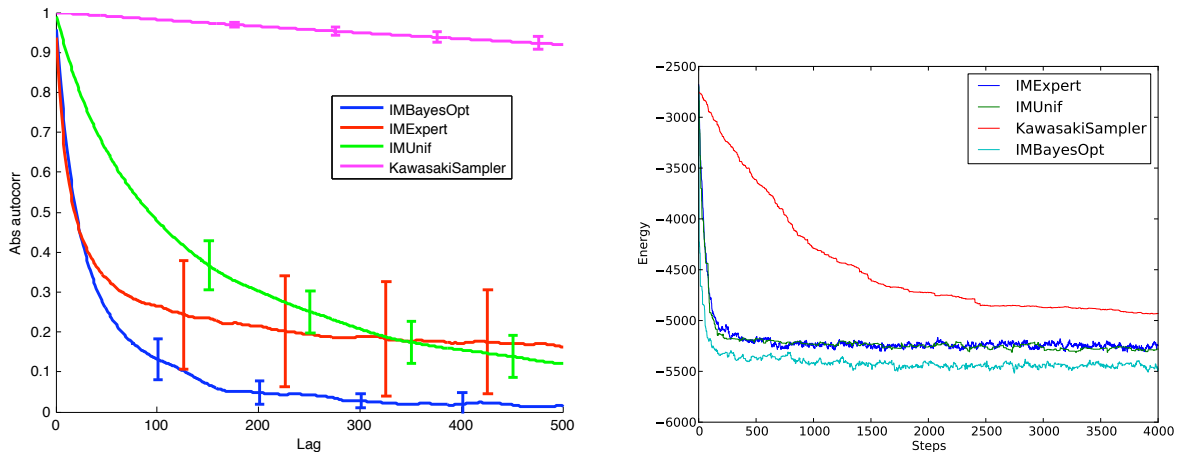 1
0.9
0.8
0.7
0.6
0.5
0.4
0.3
0.2
0.1
0
Abs autocorr
0
100
200
300
400
500
Lag
IMBayesOpt
IMExpert
IMUnif
KawasakiSampler
−2500
−3000
−3500
−4000
−4500
−5000
−5500
−6000
Energy
0
500
1000
1500
2000
2500
3000
3500
4000
Steps
IMExpert
IMUnif
KawasakiSampler
IMBayesOpt